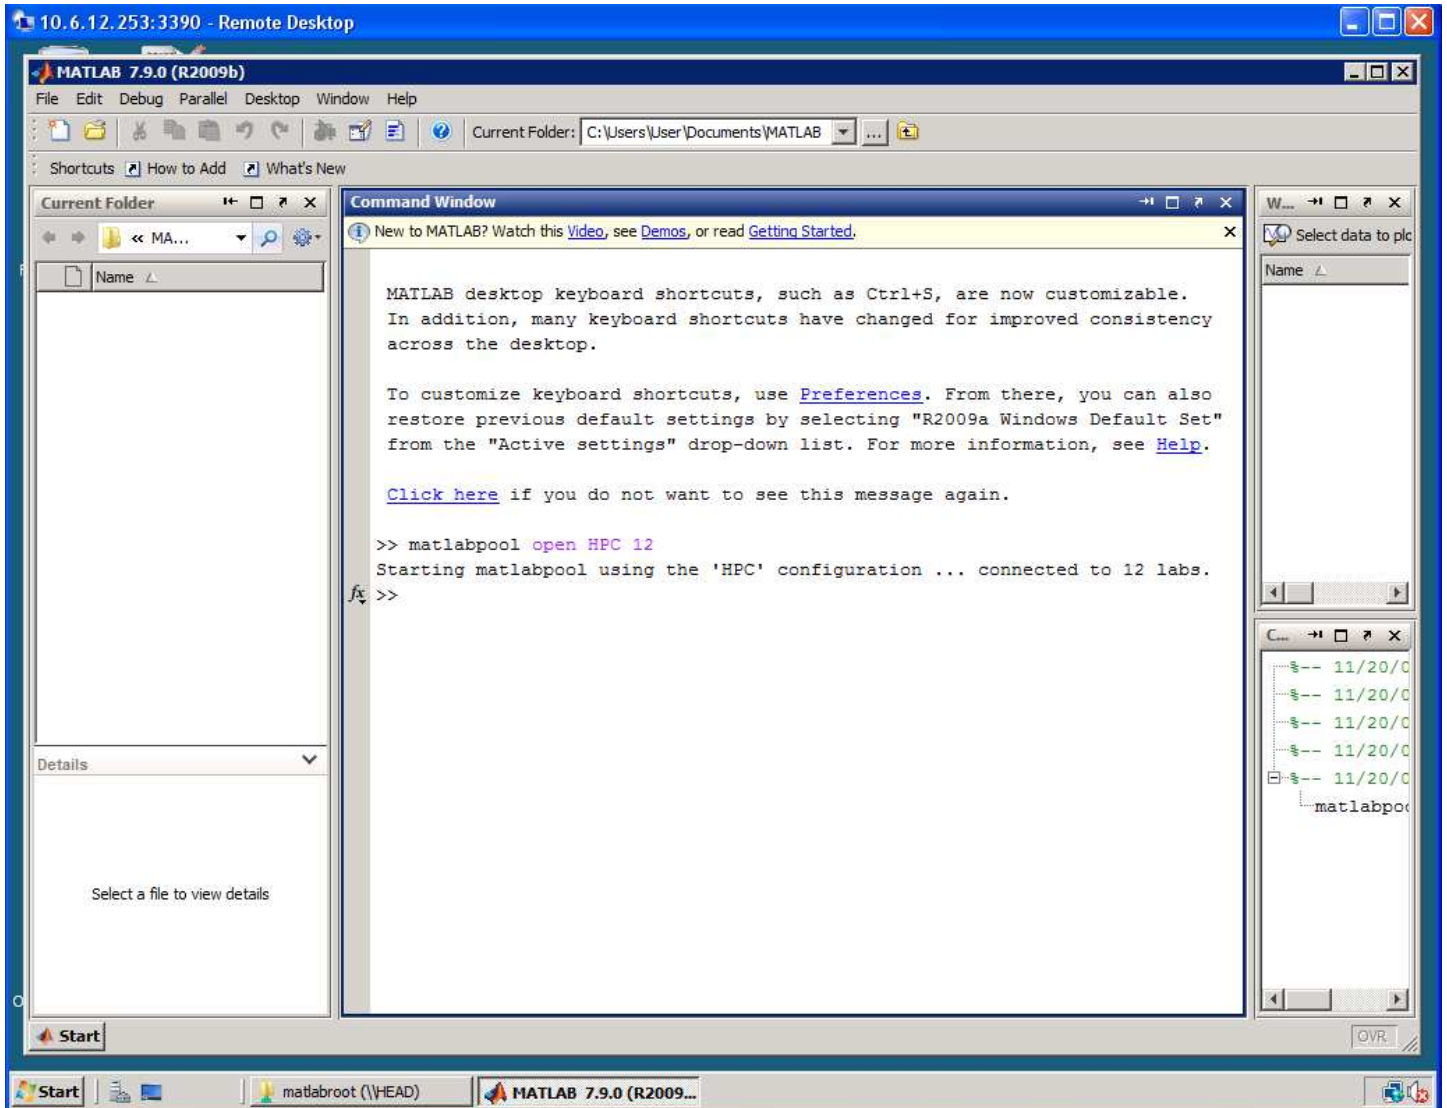 10.6.12.253:3390 - Remote Desktop
MATLAB 7.9.0 (R2009b)
File Edit Debug Parallel Desktop Window Help
Current Folder: C:\Users\User\Documents\MATLAB ...
Shortcuts How to Add What's New
Current Folder
« MA...
Name
Details
Select a file to view details
Command Window
New to MATLAB? Watch this Video, see Demos, or read Getting Started.
MATLAB desktop keyboard shortcuts, such as Ctrl+S, are now customizable.
In addition, many keyboard shortcuts have changed for improved consistency
across the desktop.
To customize keyboard shortcuts, use Preferences. From there, you can also
restore previous default settings by selecting "R2009a Windows Default Set"
from the "Active settings" drop-down list. For more information, see Help.
Click here if you do not want to see this message again.
>> matlabpool open HPC 12
Starting matlabpool using the 'HPC' configuration ... connected to 12 labs.
fx >>
W...
Select data to plo
Name
C...
%-- 11/20/0
%-- 11/20/0
%-- 11/20/0
%-- 11/20/0
%-- 11/20/0
matlabpoo
Start
OVR
Start matlabroot (\\HEAD) MATLAB 7.9.0 (R2009...